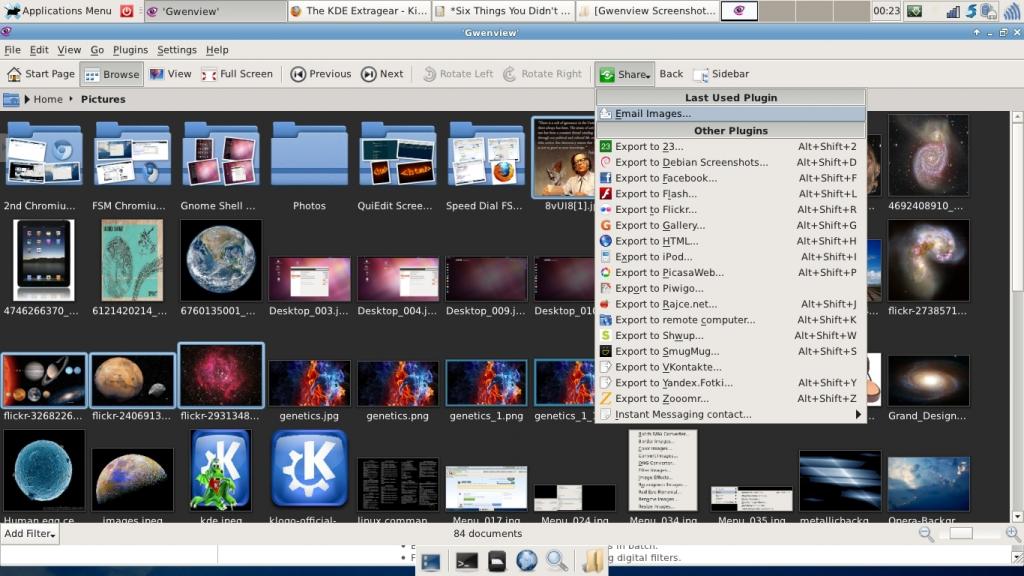 Applications Menu
'Gwenview'
The KDE Extragear - Ki...
*Six Things You Didn't ...
[Gwenview Screenshot...
00:23
'Gwenview'
File Edit View Go Plugins Settings Help
Start Page Browse View Full Screen Previous Next Rotate Left Rotate Right Share Back Sidebar
Home Pictures
Last Used Plugin
Email Images...
Other Plugins
Export to 23... Alt+Shift+2
Export to Debian Screenshots... Alt+Shift+D
Export to Facebook... Alt+Shift+F
Export to Flash... Alt+Shift+L
Export to Flickr... Alt+Shift+R
Export to Gallery... Alt+Shift+G
Export to HTML... Alt+Shift+H
Export to iPod... Alt+Shift+I
Export to PicasaWeb... Alt+Shift+P
Export to Piwigo...
Export to Rajce.net... Alt+Shift+J
Export to remote computer... Alt+Shift+K
Export to Shwup... Alt+Shift+W
Export to SmugMug... Alt+Shift+S
Export to VKontakte...
Export to Yandex.Fotki... Alt+Shift+Y
Export to Zooomr... Alt+Shift+Z
Instant Messaging contact...
2nd Chromiu... FSM Chromiu... Gnome Shell ... Photos QuiEdit Scree... Speed Dial FS... 8vUI8[1].j 4692408910_...
4746266370_... 6121420214_... 6760135001_... Desktop_003.j... Desktop_004.j... Desktop_009.j... Desktop_010 flickr-2738571...
flickr-3268226... flickr-2406913... flickr-2931348... genetics.jpg genetics.png genetics_1.png genetics_1_ Grand_Design...
Human egg ce images.jpeg kde.jpeg klogo-official- linux comman Menu_017.jpg Menu_024.jpg Menu_034.jpg Menu_035.jpg metallicbackg Opera-Backgr
Add Filter
84 documents
s in batch.
g digital filters.